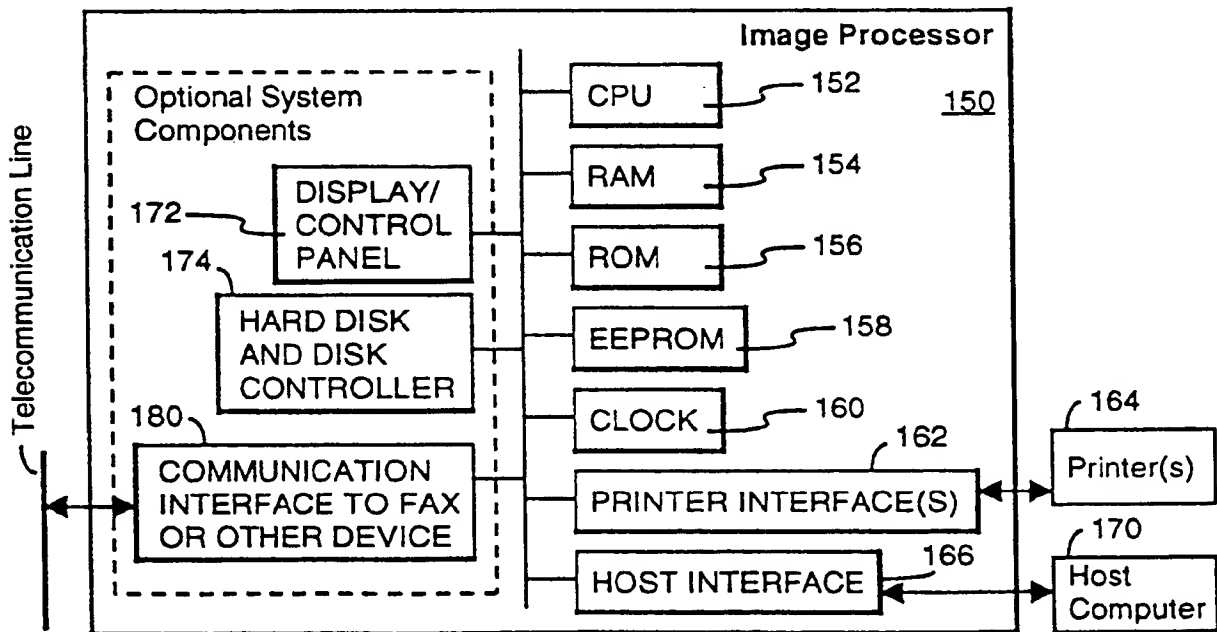 Image Processor
150
Optional System
Components
CPU
152
RAM
154
ROM
156
EEPROM
158
CLOCK
160
PRINTER INTERFACE(S)
162
HOST INTERFACE
166
172
DISPLAY/
CONTROL
PANEL
174
HARD DISK
AND DISK
CONTROLLER
180
COMMUNICATION
INTERFACE TO FAX
OR OTHER DEVICE
Telecommunication Line
164
Printer(s)
170
Host
Computer